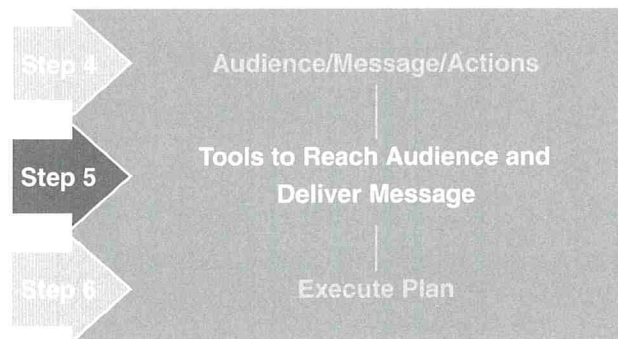 Step 4
Audience/Message/Actions
Step 5
Tools to Reach Audience and
Deliver Message
Step 6
Execute Plan